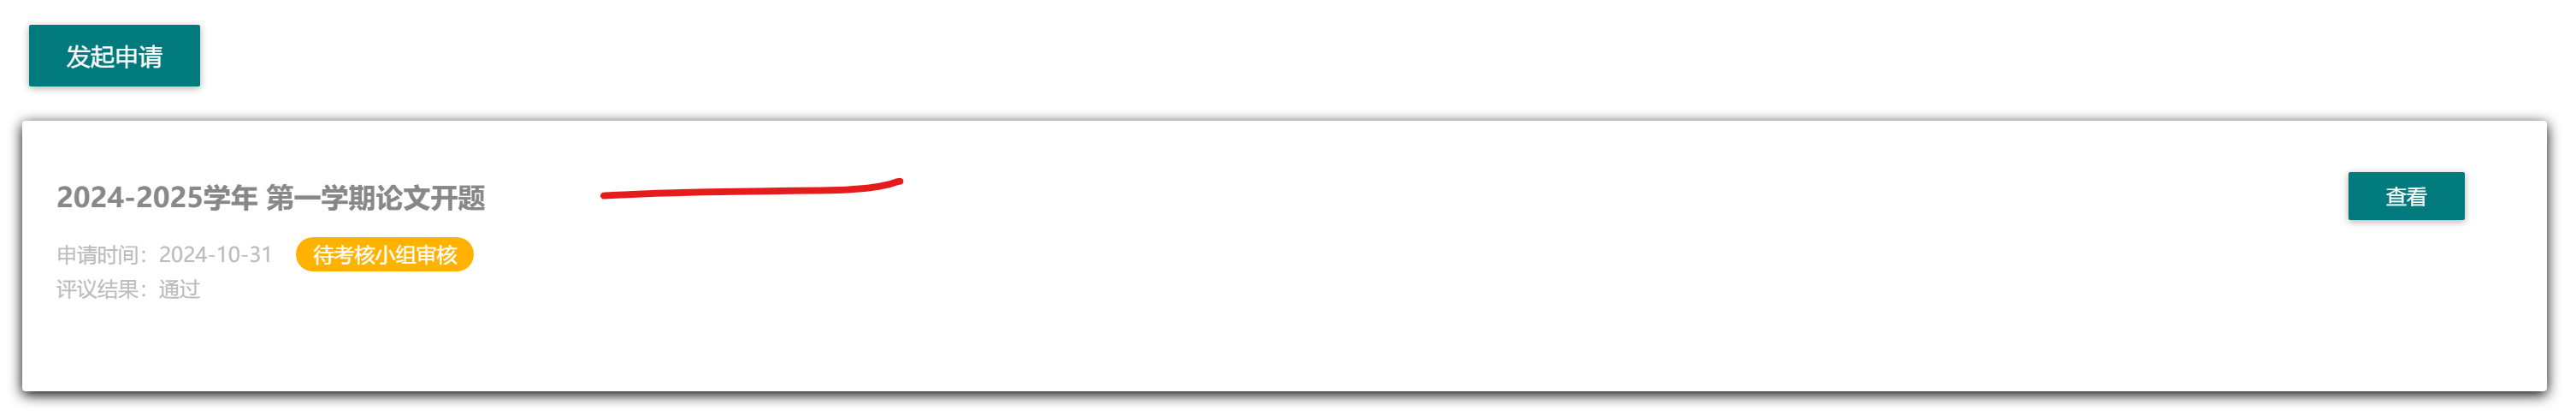 发起申请
2024-2025学年 第一学期论文开题
查看
申请时间：2024-10-31 待考核小组审核
评议结果：通过